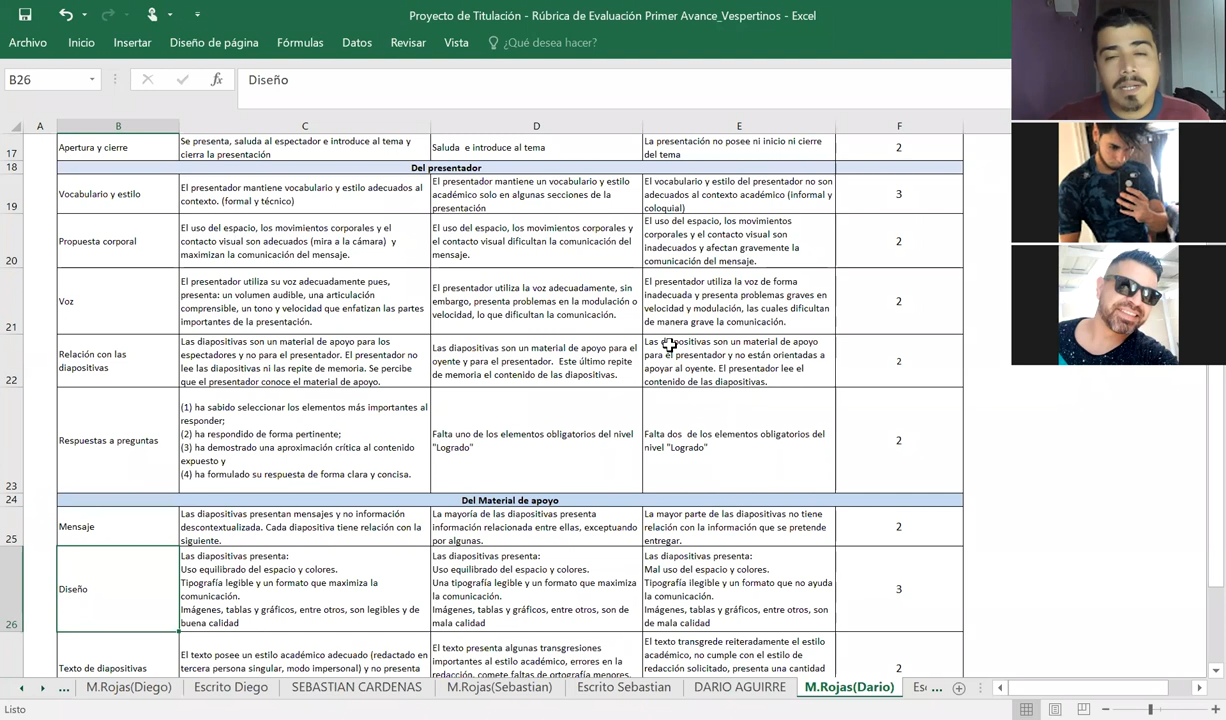 Proyecto de Titulación - Rúbrica de Evaluación Primer Avance_Vespertinos - Excel
Archivo Inicio Insertar Diseño de página Fórmulas Datos Revisar Vista ¿Qué desea hacer?
B26 fx Diseño
A B C D E F
17 Apertura y cierre
Se presenta, saluda al espectador e introduce al tema y
cierra la presentación
Saluda e introduce al tema
La presentación no posee ni inicio ni cierre
del tema
2
18 Del presentador
19 Vocabulario y estilo
El presentador mantiene vocabulario y estilo adecuados al
contexto. (formal y técnico)
El presentador mantiene un vocabulario y estilo
académico solo en algunas secciones de la
presentación
El vocabulario y estilo del presentador no son
adecuados al contexto académico (informal y
coloquial)
3
20 Propuesta corporal
El uso del espacio, los movimientos corporales y el
contacto visual son adecuados (mira a la cámara) y
maximizan la comunicación del mensaje.
El uso del espacio, los movimientos corporales y
el contacto visual dificultan la comunicación del
mensaje.
El uso del espacio, los movimientos
corporales y el contacto visual son
inadecuados y afectan gravemente la
comunicación del mensaje.
2
21 Voz
El presentador utiliza su voz adecuadamente pues,
presenta: un volumen audible, una articulación
comprensible, un tono y velocidad que enfatizan las partes
importantes de la presentación.
El presentador utiliza la voz adecuadamente, sin
embargo, presenta problemas en la modulación o
velocidad, lo que dificultan la comunicación.
El presentador utiliza la voz de forma
inadecuada y presenta problemas graves en
velocidad y modulación, las cuales dificultan
de manera grave la comunicación.
2
22 Relación con las
diapositivas
Las diapositivas son un material de apoyo para los
espectadores y no para el presentador. El presentador no
lee las diapositivas ni las repite de memoria. Se percibe
que el presentador conoce el material de apoyo.
Las diapositivas son un material de apoyo para el
oyente y para el presentador. Este último repite
de memoria el contenido de las diapositivas.
Las diapositivas son un material de apoyo
para el presentador y no están orientadas a
apoyar al oyente. El presentador lee el
contenido de las diapositivas.
2
23 Respuestas a preguntas
(1) ha sabido seleccionar los elementos más importantes al
responder;
(2) ha respondido de forma pertinente;
(3) ha demostrado una aproximación crítica al contenido
expuesto y
(4) ha formulado su respuesta de forma clara y concisa.
Falta uno de los elementos obligatorios del nivel
"Logrado"
Falta dos de los elementos obligatorios del
nivel "Logrado"
2
24 Del Material de apoyo
25 Mensaje
Las diapositivas presentan mensajes y no información
descontextualizada. Cada diapositiva tiene relación con la
siguiente.
La mayoría de las diapositivas presenta
información relacionada entre ellas, exceptuando
por algunas.
La mayor parte de las diapositivas no tiene
relación con la información que se pretende
entregar.
2
26 Diseño
Las diapositivas presenta:
Uso equilibrado del espacio y colores.
Tipografía legible y un formato que maximiza la
comunicación.
Imágenes, tablas y gráficos, entre otros, son legibles y de
buena calidad
Las diapositivas presenta:
Uso equilibrado del espacio y colores.
Una tipografía legible y un formato que maximiza
la comunicación.
Imágenes, tablas y gráficos, entre otros, son de
mala calidad
Las diapositivas presenta:
Mal uso del espacio y colores.
Tipografía ilegible y un formato que no ayuda
la comunicación.
Imágenes, tablas y gráficos, entre otros, son
de mala calidad
3
Texto de diapositivas
El texto posee un estilo académico adecuado (redactado en
tercera persona singular, modo impersonal) y no presenta
El texto presenta algunas transgresiones
importantes al estilo académico, errores en la
redacción, comete faltas de ortografía menores.
El texto transgrede reiteradamente el estilo
académico, no cumple con el estilo de
redacción solicitado, presenta una cantidad
2
... M.Rojas(Diego) Escrito Diego SEBASTIAN CARDENAS M.Rojas(Sebastian) Escrito Sebastian DARIO AGUIRRE M.Rojas(Dario) Esc ...
Listo